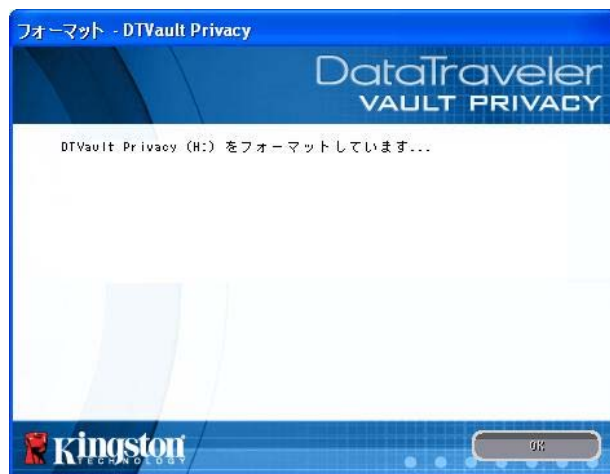 フォーマット - DTVault Privacy
DataTraveler
VAULT PRIVACY
DTVault Privacy (H:) をフォーマットしています...
Kingston
TECHNOLOGY
OK